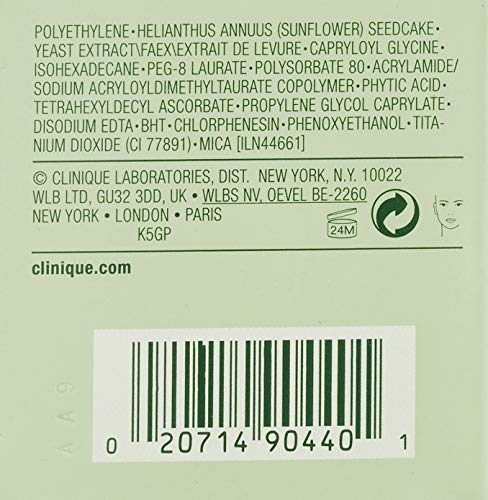 POLYETHYLENE • HELIANTHUS ANNUUS (SUNFLOWER) SEEDCAKE •
YEAST EXTRACT\FAEX\EXTRAIT DE LEVURE • CAPRYLOYL GLYCINE •
ISOHEXADECANE • PEG-8 LAURATE • POLYSORBATE 80 • ACRYLAMIDE/
SODIUM ACRYLOYLDIMETHYLTAURATE COPOLYMER • PHYTIC ACID •
TETRAHEXYLDECYL ASCORBATE • PROPYLENE GLYCOL CAPRYLATE •
DISODIUM EDTA • BHT • CHLORPHENESIN • PHENOXYETHANOL • TITA-
NIUM DIOXIDE (CI 77891) • MICA [ILN44661]
© CLINIQUE LABORATORIES, DIST. NEW YORK, N.Y. 10022
WLB LTD, GU32 3DD, UK • WLBS NV, OEVEL BE-2260
NEW YORK • LONDON • PARIS
K5GP
24M
clinique.com
A A 9
0 20714 90440 1